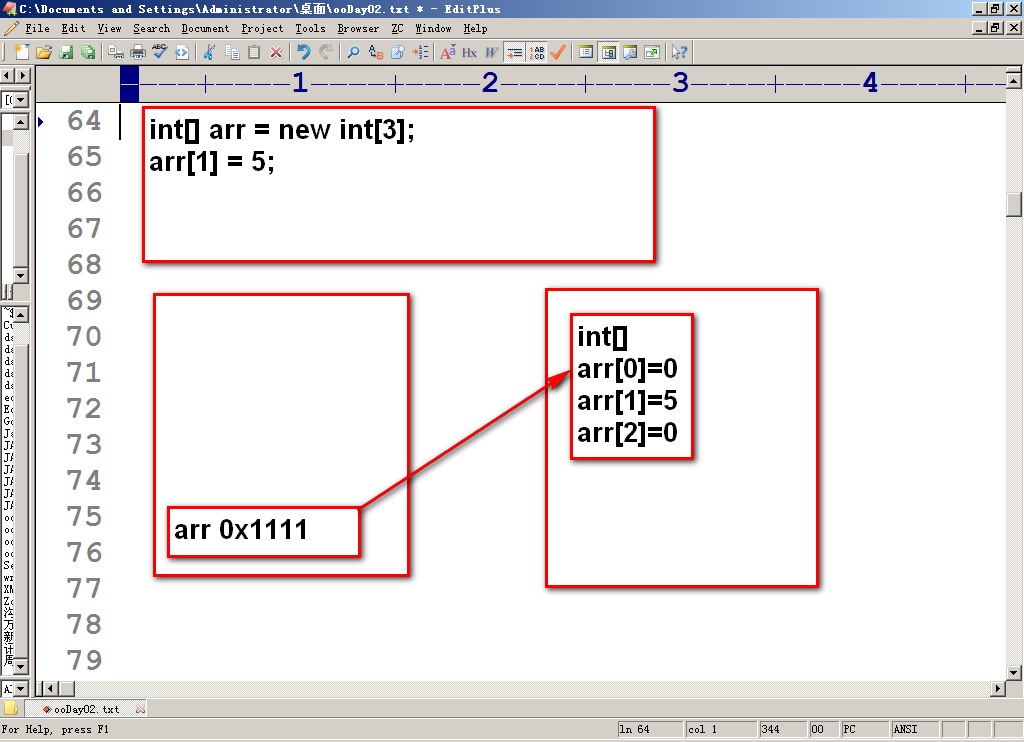 C:\Documents and Settings\Administrator\桌面\ooDay02.txt * - EditPlus
File Edit View Search Document Project Tools Browser ZC Window Help
1 2 3 4
64
65
66
67
68
69
70
71
72
73
74
75
76
77
78
79
int[] arr = new int[3];
arr[1] = 5;
arr 0x1111
int[]
arr[0]=0
arr[1]=5
arr[2]=0
ooDay02.txt
For Help, press F1 ln 64 col 1 344 00 PC ANSI